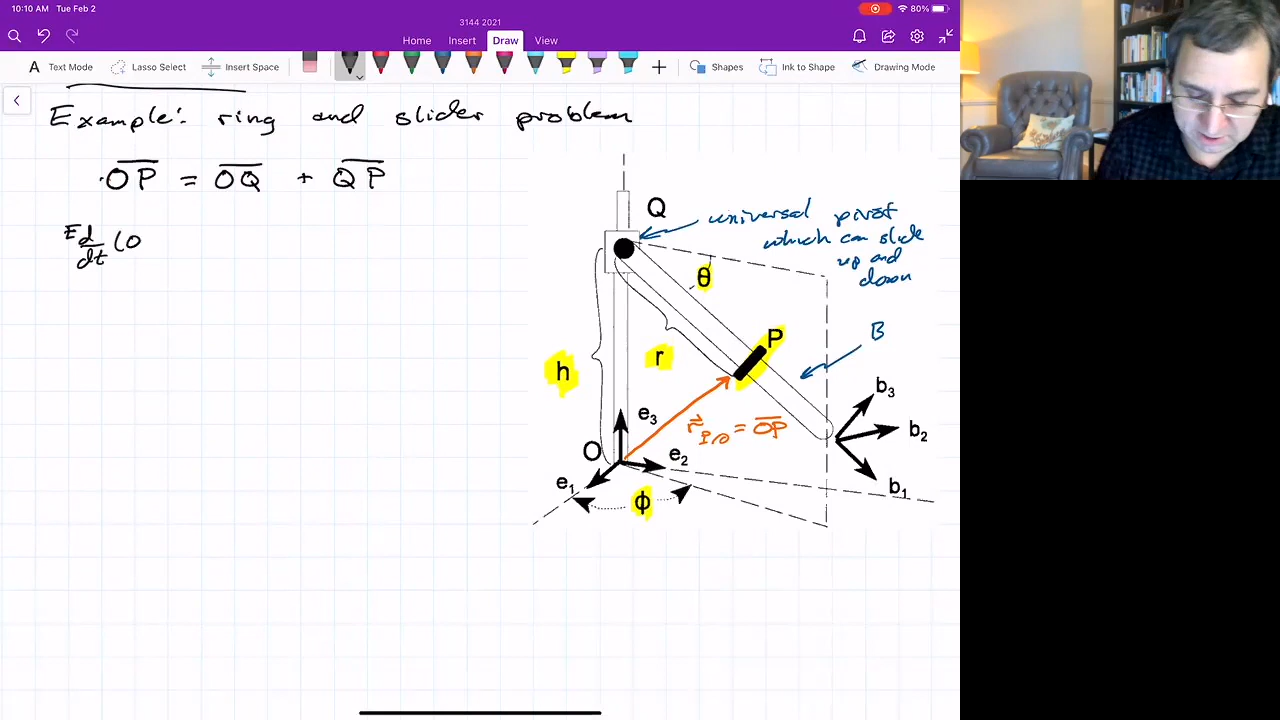 10:10 AM Tue Feb 2
80%
3144 2021
Home Insert Draw View
Text Mode Lasso Select Insert Space Shapes Ink to Shape Drawing Mode
Example: ring and slider problem
OP = OQ + QP
E d/dt (O
Q
universal pivot
which can slide
up and
down
θ
P
B
h
r
b3
e3
r P/O = OP
b2
O
e2
e1
b1
ϕ